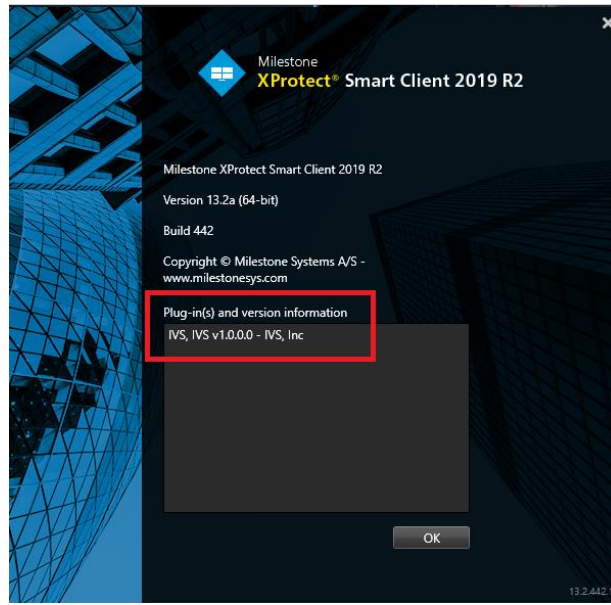 Milestone
XProtect® Smart Client 2019 R2
Milestone XProtect Smart Client 2019 R2
Version 13.2a (64-bit)
Build 442
Copyright © Milestone Systems A/S -
www.milestonesys.com
Plug-in(s) and version information
IVS, IVS v1.0.0.0 - IVS, Inc
OK
13.2.442.